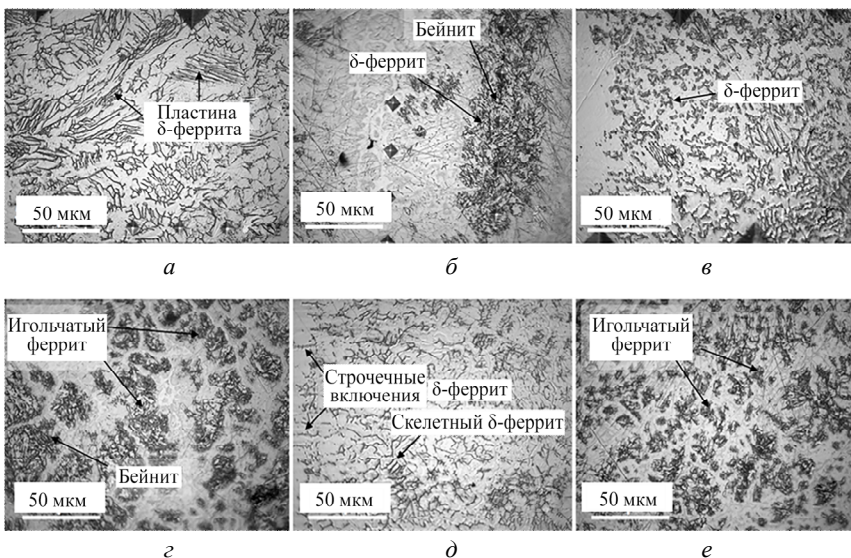 Пластина
δ-феррита
50 мкм
а
Бейнит
δ-феррит
50 мкм
б
δ-феррит
50 мкм
в
Игольчатый
феррит
Бейнит
50 мкм
г
Строчечные δ-феррит
включения
Скелетный δ-феррит
50 мкм
д
Игольчатый
феррит
50 мкм
е